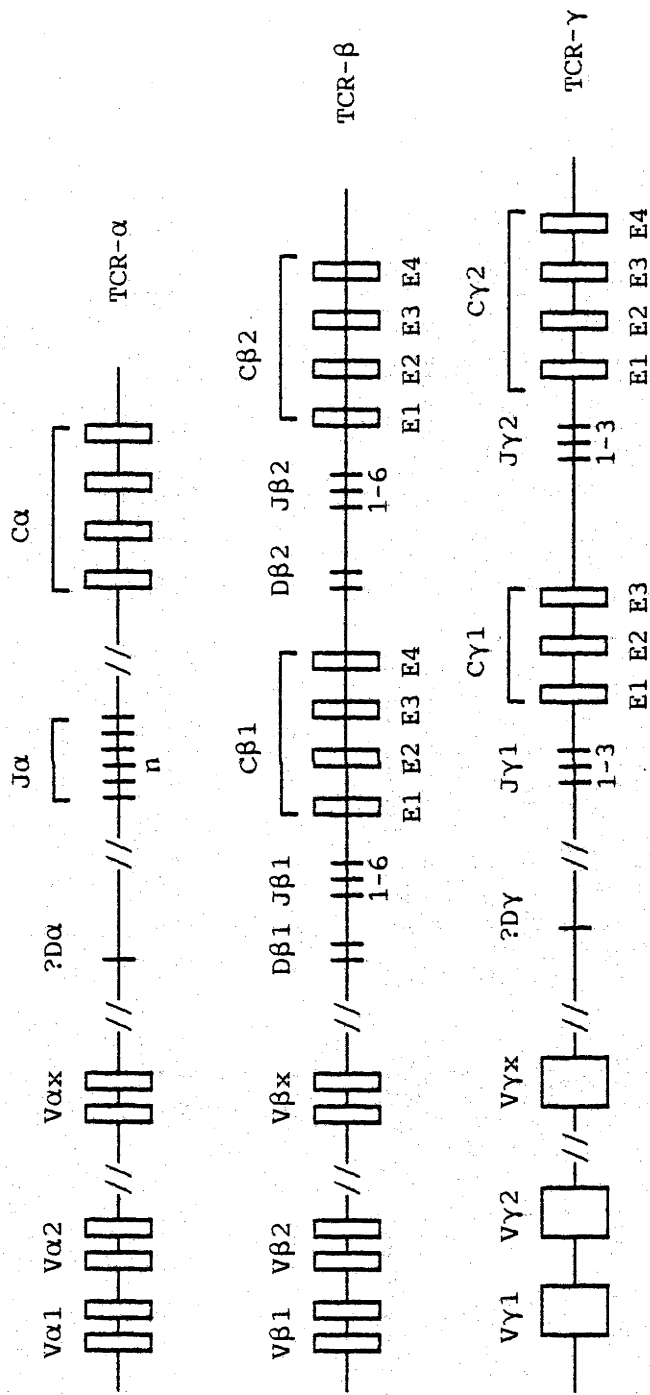 Vα1 Vα2 Vαx ?Dα Jα Cα
// // // //
n
TCR-α
Vβ1 Vβ2 Vβx Dβ1 Jβ1 Cβ1 Dβ2 Jβ2 Cβ2
// //
1-6 E1 E2 E3 E4 1-6 E1 E2 E3 E4
TCR-β
Vγ1 Vγ2 Vγx ?Dγ Jγ1 Cγ1 Jγ2 Cγ2
// // //
1-3 E1 E2 E3 1-3 E1 E2 E3 E4
TCR-γ